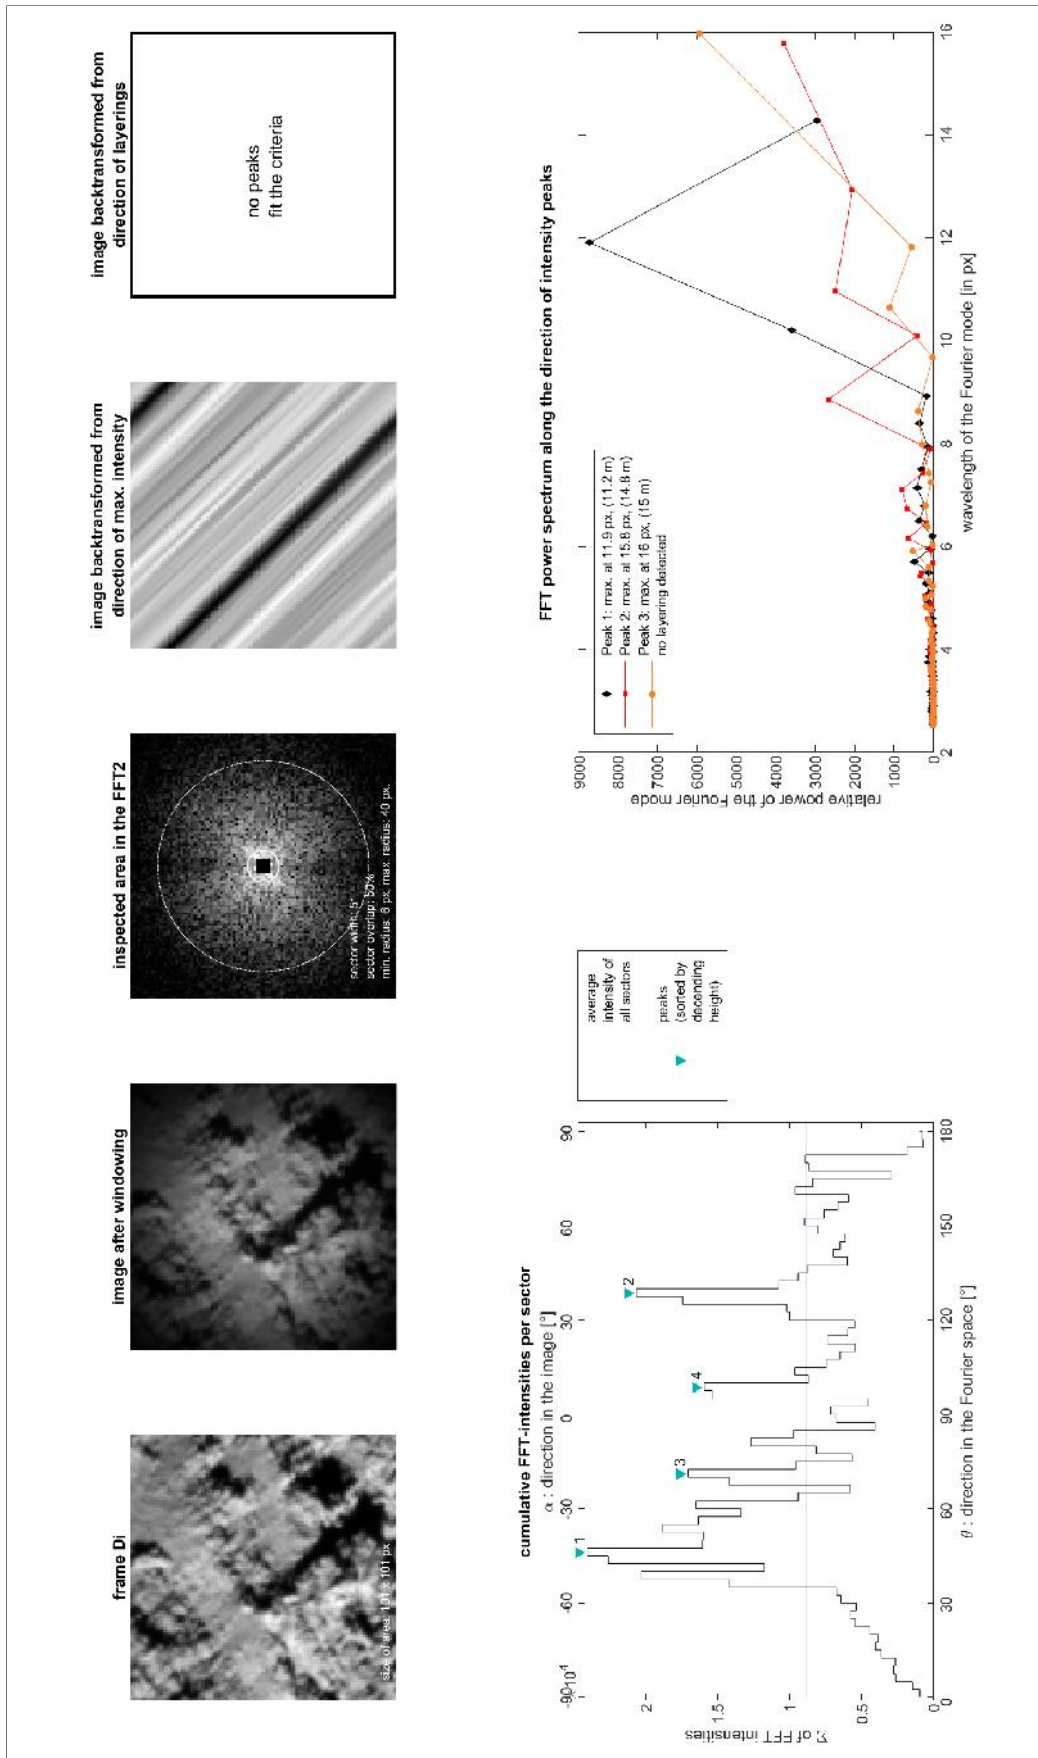 frame Di
size of area: 101 x 101 px
image after windowing
inspected area in the FFT2
sector width: 5°
sector overlap: 50%
min. radius: 6 px, max. radius: 40 px,
image backtransformed from
direction of max. intensity
image backtransformed from
direction of layerings
no peaks
fit the criteria
cumulative FFT-intensities per sector
α : direction in the image [°]
-90 -60 -30 0 30 60 90
10⁴
Σ of FFT intensities
0 0.5 1 1.5 2
1 2 3 4
0 30 60 90 120 150 180
θ : direction in the Fourier space [°]
average
intensity of
all sectors
peaks
(sorted by
decending
height)
FFT power spectrum along the direction of intensity peaks
Peak 1: max. at 11.9 px, (11.2 m)
Peak 2: max. at 15.8 px, (14.8 m)
Peak 3: max. at 16 px, (15 m)
no layering detected
relative power of the Fourier mode
0 1000 2000 3000 4000 5000 6000 7000 8000 9000
2 4 6 8 10 12 14 16
wavelength of the Fourier mode [in px]